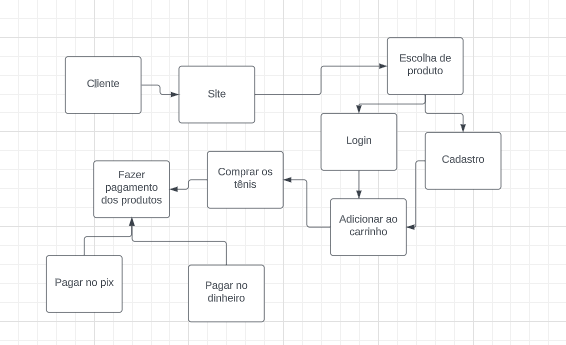 Cliente
Site
Escolha de
produto
Login
Cadastro
Adicionar ao
carrinho
Comprar os
tênis
Fazer
pagamento
dos produtos
Pagar no pix
Pagar no
dinheiro